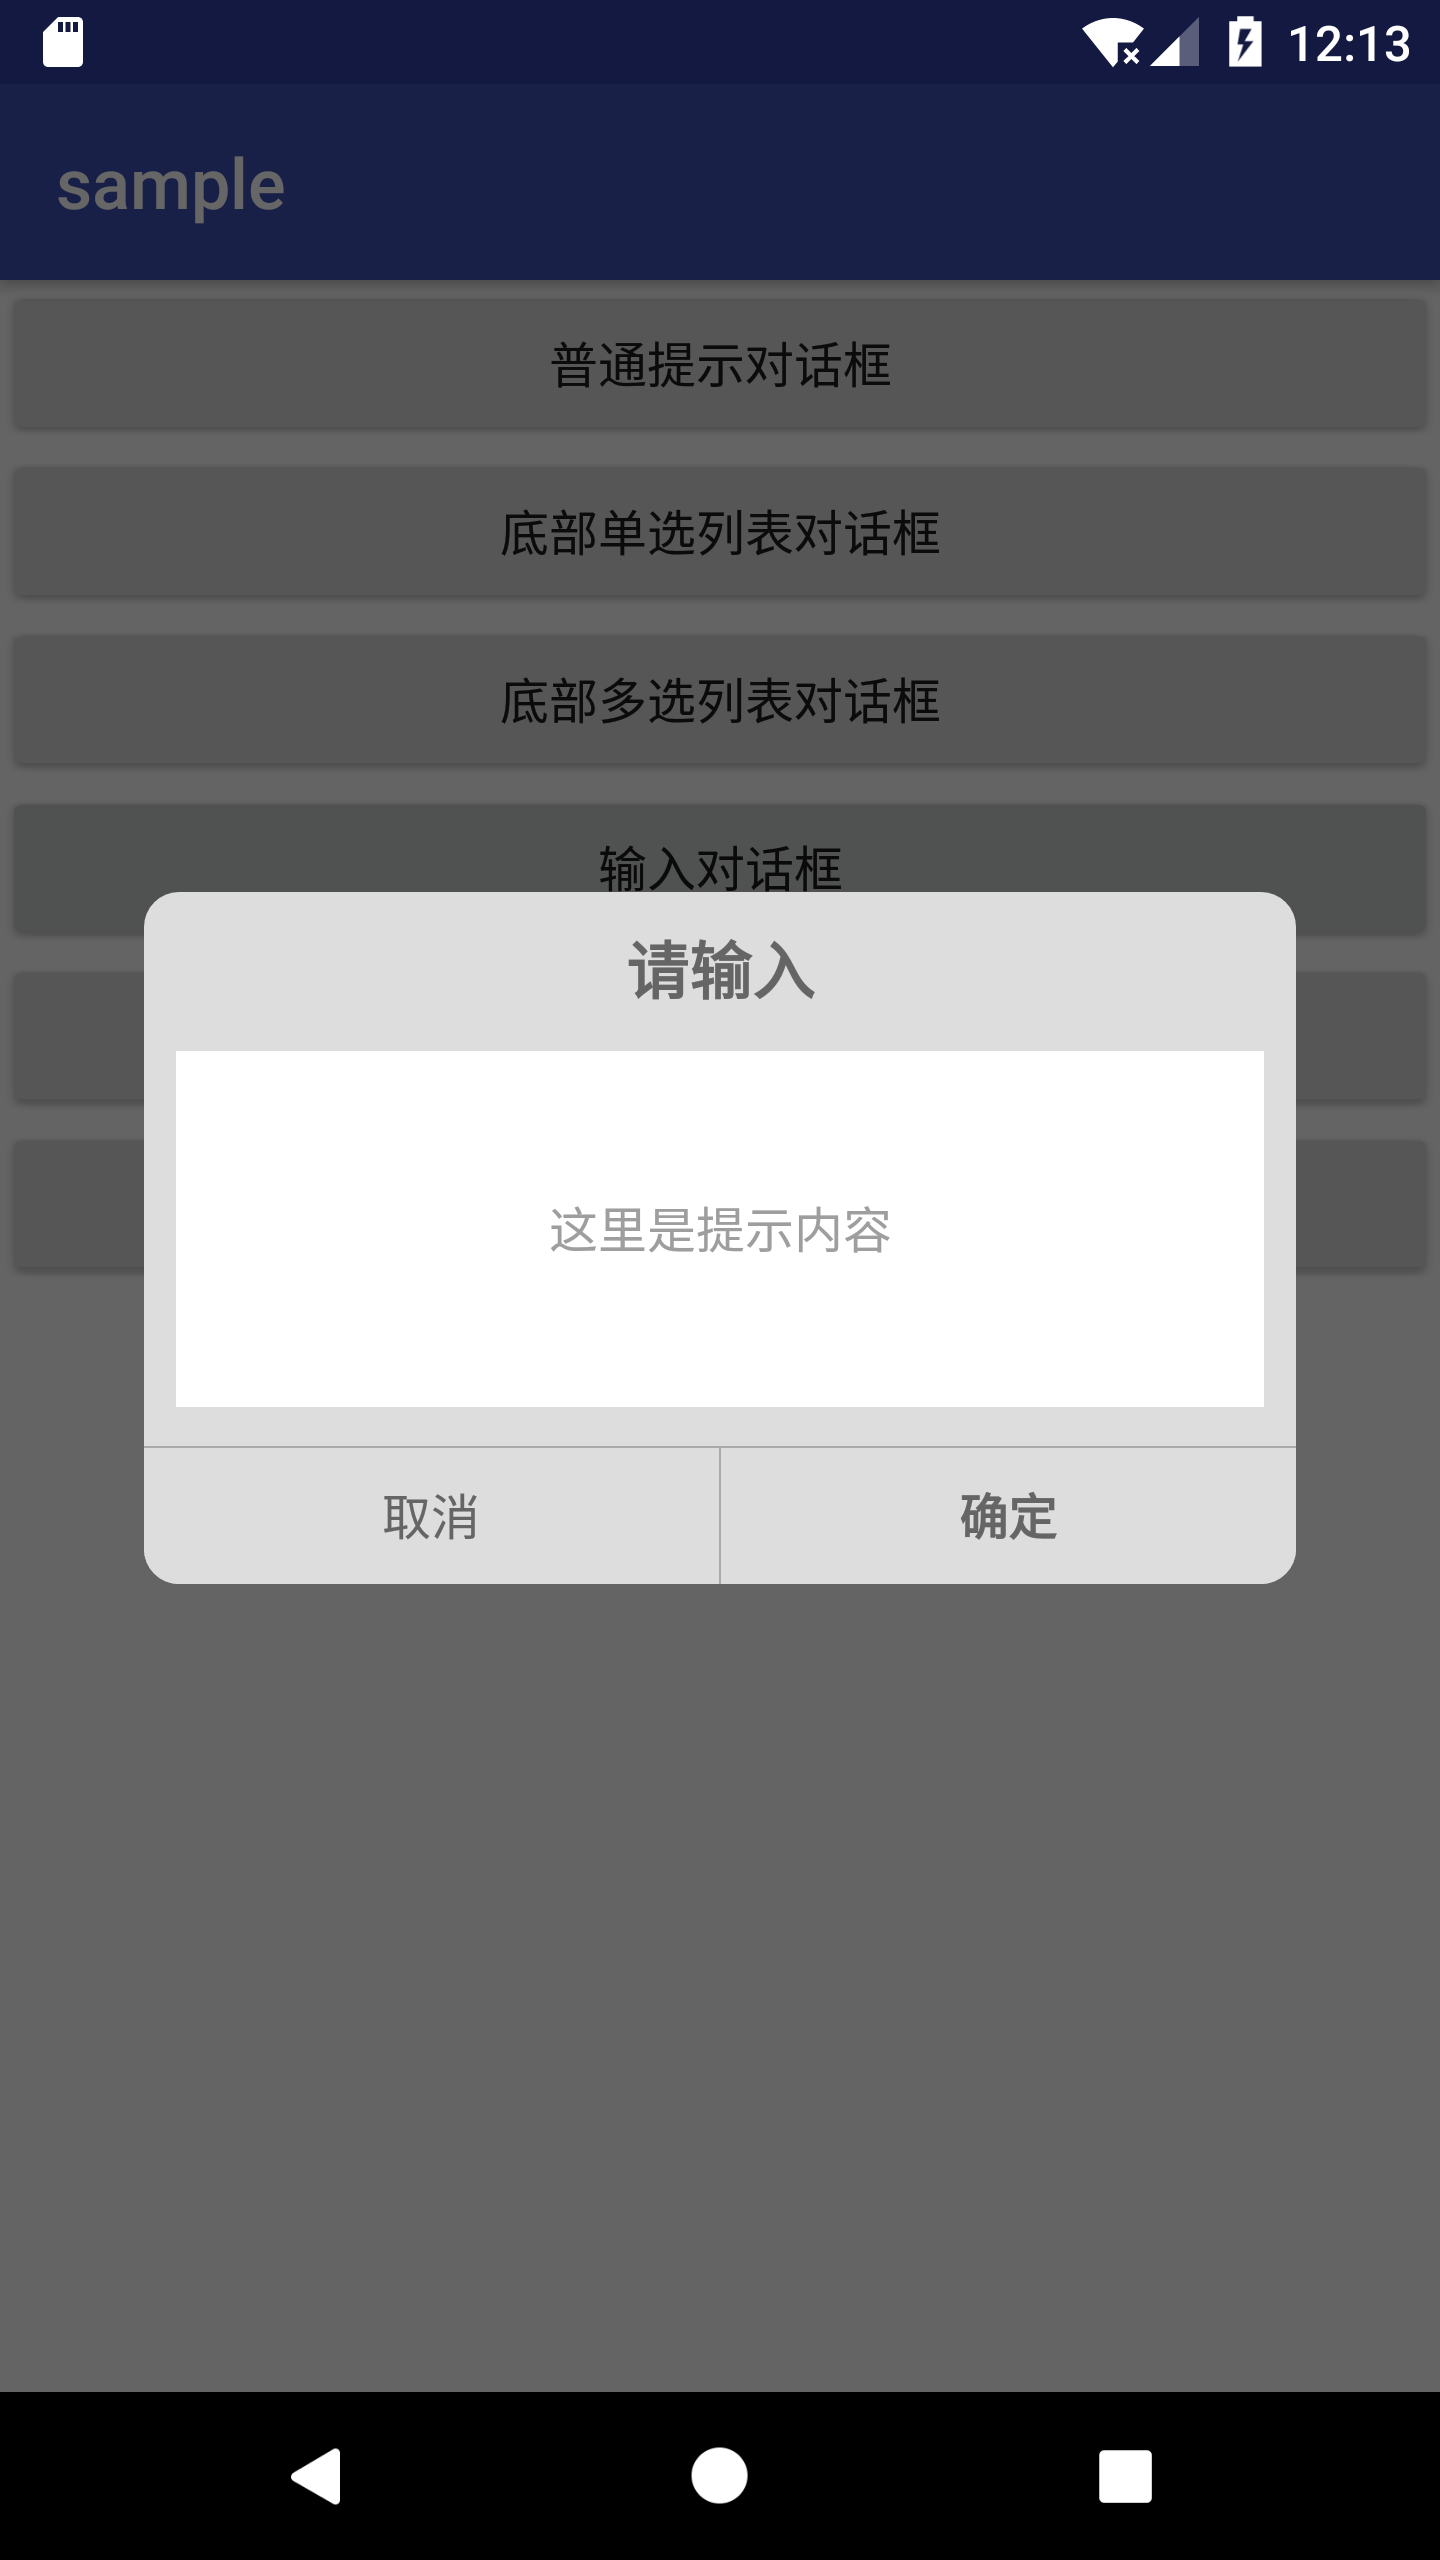 12:13
sample
普通提示对话框
底部单选列表对话框
底部多选列表对话框
输入对话框
请输入
这里是提示内容
取消
确定